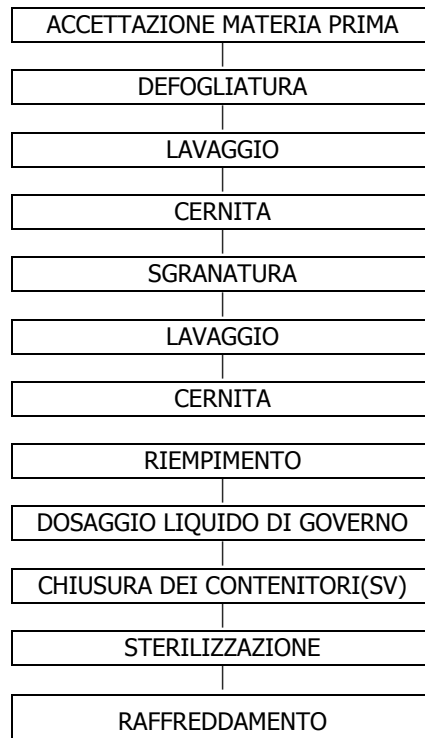 ACCETTAZIONE MATERIA PRIMA
DEFOGLIATURA
LAVAGGIO
CERNITA
SGRANATURA
LAVAGGIO
CERNITA
RIEMPIMENTO
DOSAGGIO LIQUIDO DI GOVERNO
CHIUSURA DEI CONTENITORI(SV)
STERILIZZAZIONE
RAFFREDDAMENTO